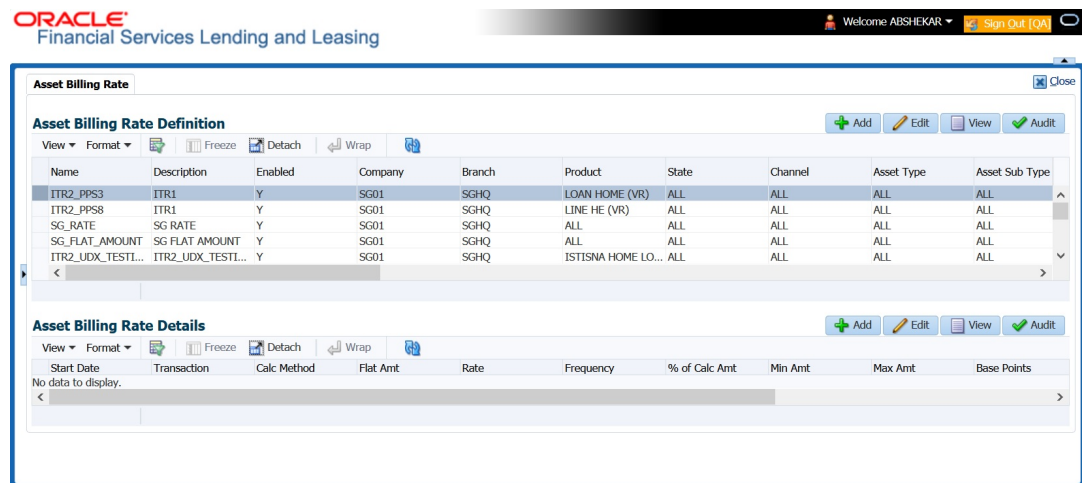 ORACLE®
Financial Services Lending and Leasing
Welcome ABSHEKAR Sign Out [QA]
Asset Billing Rate Close
Asset Billing Rate Definition Add Edit View Audit
View Format Freeze Detach Wrap
Name Description Enabled Company Branch Product State Channel Asset Type Asset Sub Type
ITR2_PPS3 ITR1 Y SG01 SGHQ LOAN HOME (VR) ALL ALL ALL ALL
ITR2_PPS8 ITR1 Y SG01 SGHQ LINE HE (VR) ALL ALL ALL ALL
SG_RATE SG RATE Y SG01 SGHQ ALL ALL ALL ALL ALL
SG_FLAT_AMOUNT SG FLAT AMOUNT Y SG01 SGHQ ALL ALL ALL ALL ALL
ITR2_UDX_TESTI... ITR2_UDX_TESTI... Y SG01 SGHQ ISTISNA HOME LO... ALL ALL ALL ALL
Asset Billing Rate Details Add Edit View Audit
View Format Freeze Detach Wrap
Start Date Transaction Calc Method Flat Amt Rate Frequency % of Calc Amt Min Amt Max Amt Base Points
No data to display.